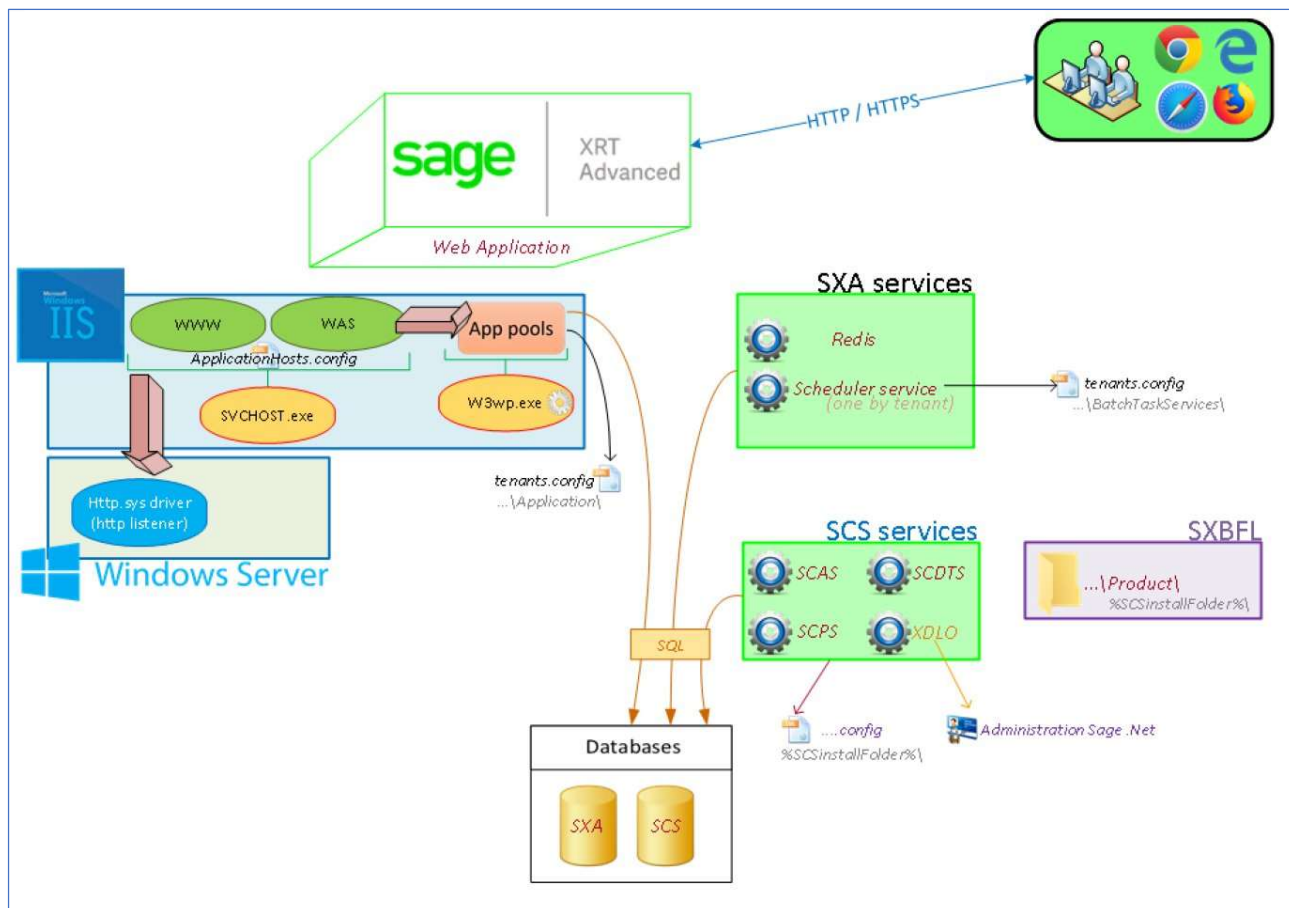 HTTP / HTTPS
sage
XRT
Advanced
Web Application
Microsoft
Windows
IIS
WWW
WAS
App pools
ApplicationHosts.config
SVCHOST.exe
W3wp.exe
Http.sys driver
(http listener)
Windows Server
tenants.config
...\Application\
SXA services
Redis
Scheduler service
(one by tenant)
tenants.config
...\BatchTaskServices\
SCS services
SCAS
SCDTS
SCPS
XDLO
SXBFL
...\Product\
%SCSinstallFolder%\
SQL
....config
%SCSinstallFolder%\
Administration Sage .Net
Databases
SXA
SCS